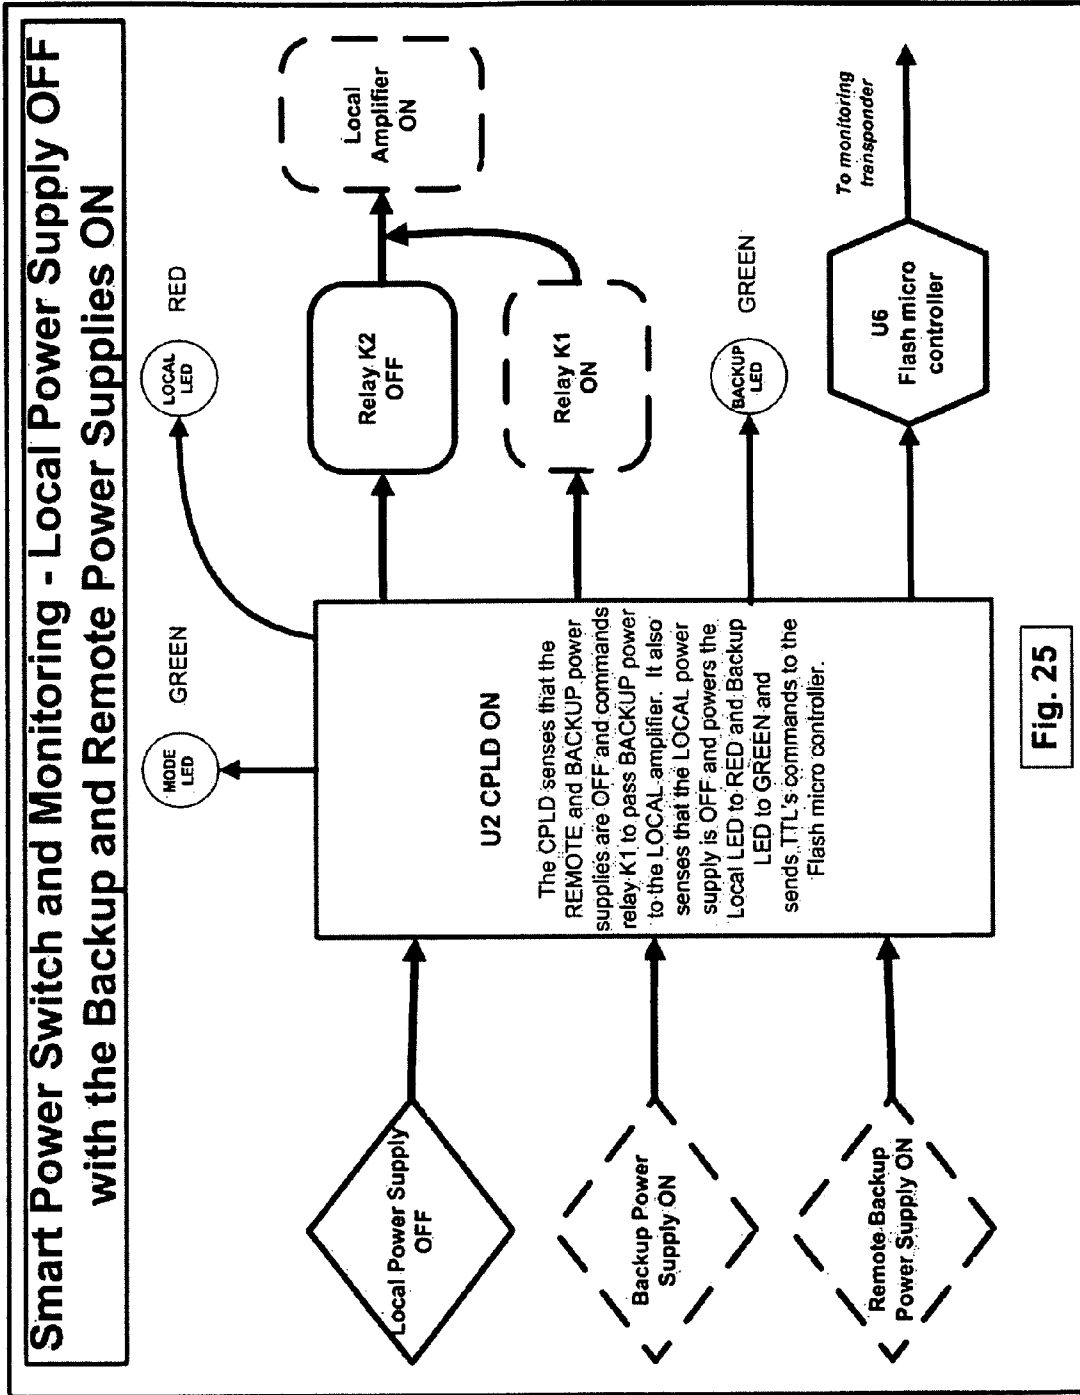 Smart Power Switch and Monitoring - Local Power Supply OFF
with the Backup and Remote Power Supplies ON
MODE
LED
GREEN
LOCAL
LED
RED
Local Power Supply
OFF
Backup Power
Supply ON
Remote Backup
Power Supply ON
U2 CPLD ON
The CPLD senses that the
REMOTE and BACKUP power
supplies are OFF and commands
relay K1 to pass BACKUP power
to the LOCAL amplifier. It also
senses that the LOCAL power
supply is OFF and powers the
Local LED to RED and Backup
LED to GREEN and
sends TTL's commands to the
Flash micro controller.
Relay K2
OFF
Relay K1
ON
Local
Amplifier
ON
BACKUP
LED
GREEN
U6
Flash micro
controller
To monitoring
transponder
Fig. 25